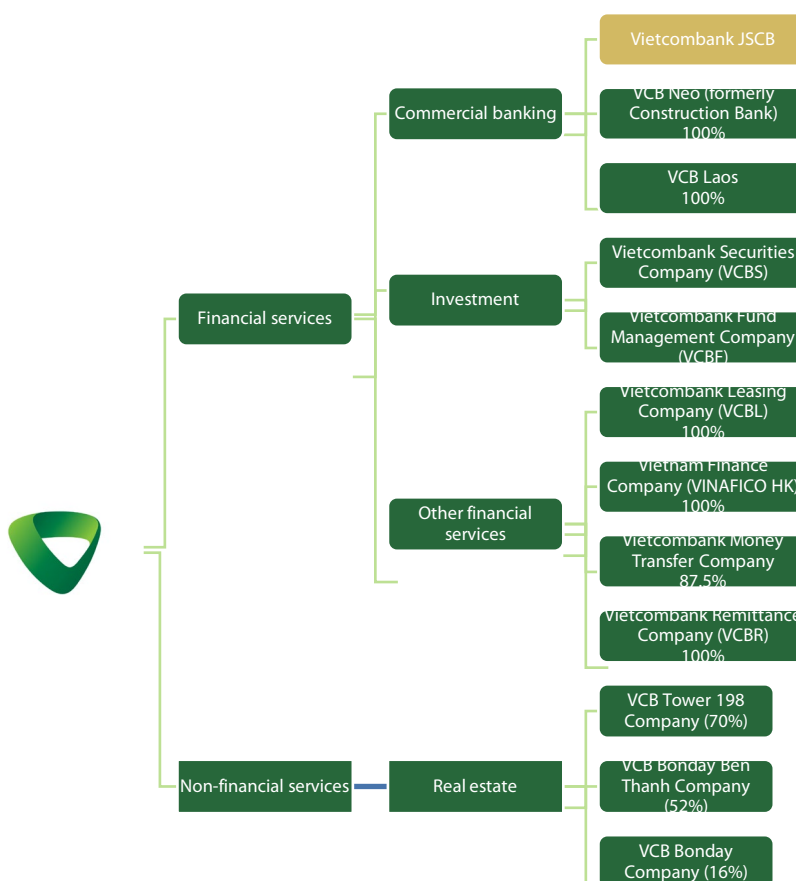 Vietcombank JSCB
Commercial banking
VCB Neo (formerly
Construction Bank)
100%
VCB Laos
100%
Financial services
Investment
Vietcombank Securities
Company (VCBS)
Vietcombank Fund
Management Company
(VCBF)
Other financial
services
Vietcombank Leasing
Company (VCBL)
100%
Vietnam Finance
Company (VINAFICO HK)
100%
Vietcombank Money
Transfer Company
87.5%
Vietcombank Remittance
Company (VCBR)
100%
Non-financial services
Real estate
VCB Tower 198
Company (70%)
VCB Bonday Ben
Thanh Company
(52%)
VCB Bonday
Company (16%)